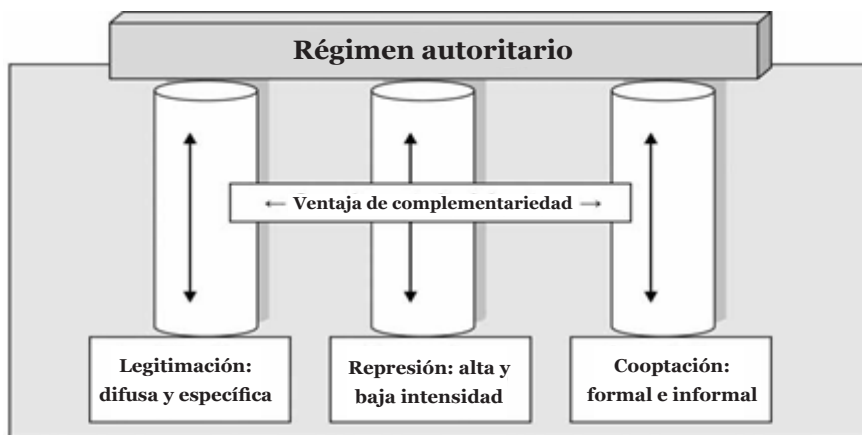 Régimen autoritario
← Ventaja de complementariedad →
Legitimación:
difusa y específica
Represión: alta y
baja intensidad
Cooptación:
formal e informal